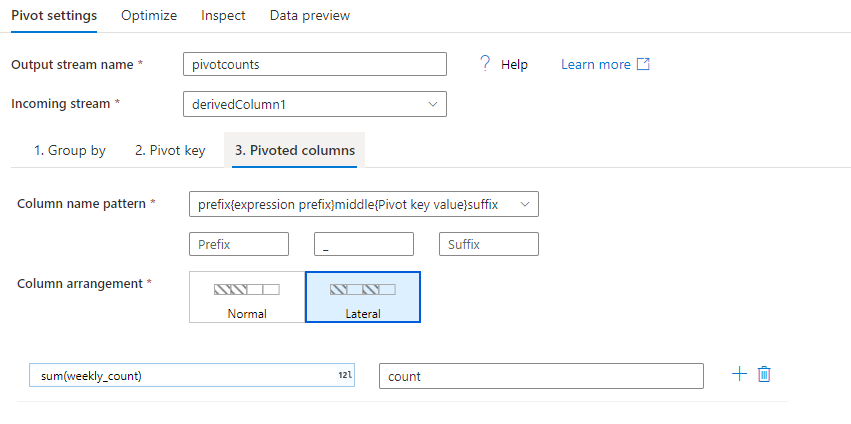 Pivot settings Optimize Inspect Data preview
Output stream name * pivotcounts ? Help Learn more
Incoming stream * derivedColumn1
1. Group by 2. Pivot key 3. Pivoted columns
Column name pattern * prefix{expression prefix}middle{Pivot key value}suffix
Prefix _ Suffix
Column arrangement *
Normal Lateral
sum(weekly_count) 12l count